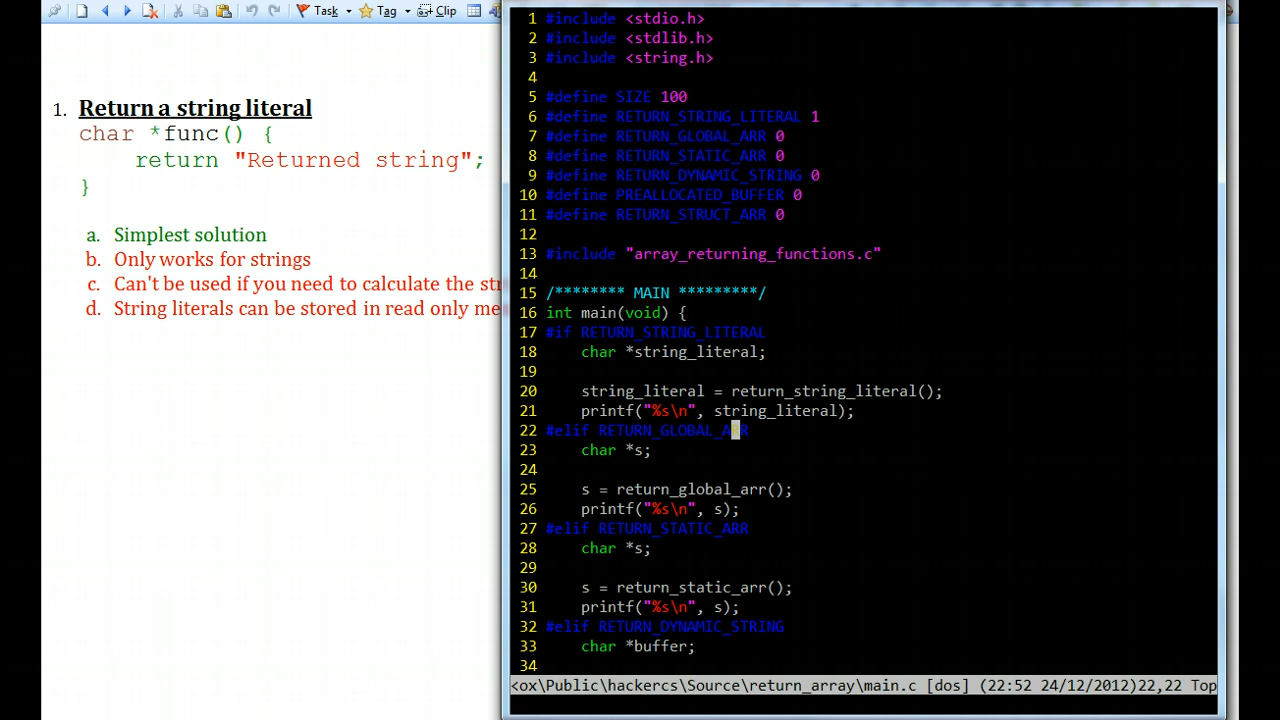 Task
Tag
Clip
1. Return a string literal
char *func() {
return "Returned string";
}
a. Simplest solution
b. Only works for strings
c. Can't be used if you need to calculate the st
d. String literals can be stored in read only me
1 #include <stdio.h>
2 #include <stdlib.h>
3 #include <string.h>
4
5 #define SIZE 100
6 #define RETURN_STRING_LITERAL 1
7 #define RETURN_GLOBAL_ARR 0
8 #define RETURN_STATIC_ARR 0
9 #define RETURN_DYNAMIC_STRING 0
10 #define PREALLOCATED_BUFFER 0
11 #define RETURN_STRUCT_ARR 0
12
13 #include "array_returning_functions.c"
14
15 /******** MAIN *********/
16 int main(void) {
17 #if RETURN_STRING_LITERAL
18 char *string_literal;
19
20 string_literal = return_string_literal();
21 printf("%s\n", string_literal);
22 #elif RETURN_GLOBAL_ARR
23 char *s;
24
25 s = return_global_arr();
26 printf("%s\n", s);
27 #elif RETURN_STATIC_ARR
28 char *s;
29
30 s = return_static_arr();
31 printf("%s\n", s);
32 #elif RETURN_DYNAMIC_STRING
33 char *buffer;
34
<ox\Public\hackercs\Source\return_array\main.c [dos] (22:52 24/12/2012)22,22 Top